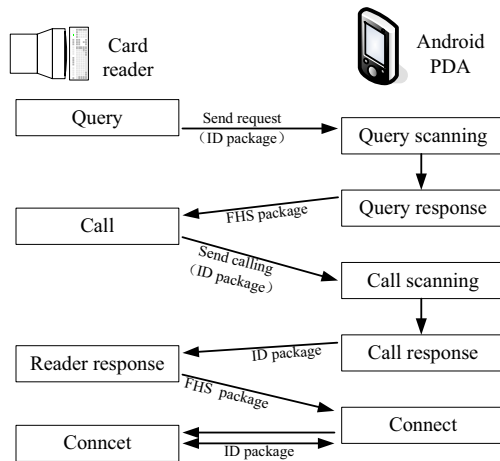 Card
reader
Android
PDA
Query
Send request
（ID package）
Query scanning
Query response
FHS package
Call
Send calling
（ID package）
Call scanning
Call response
ID package
Reader response
FHS package
Connect
Conncet
ID package